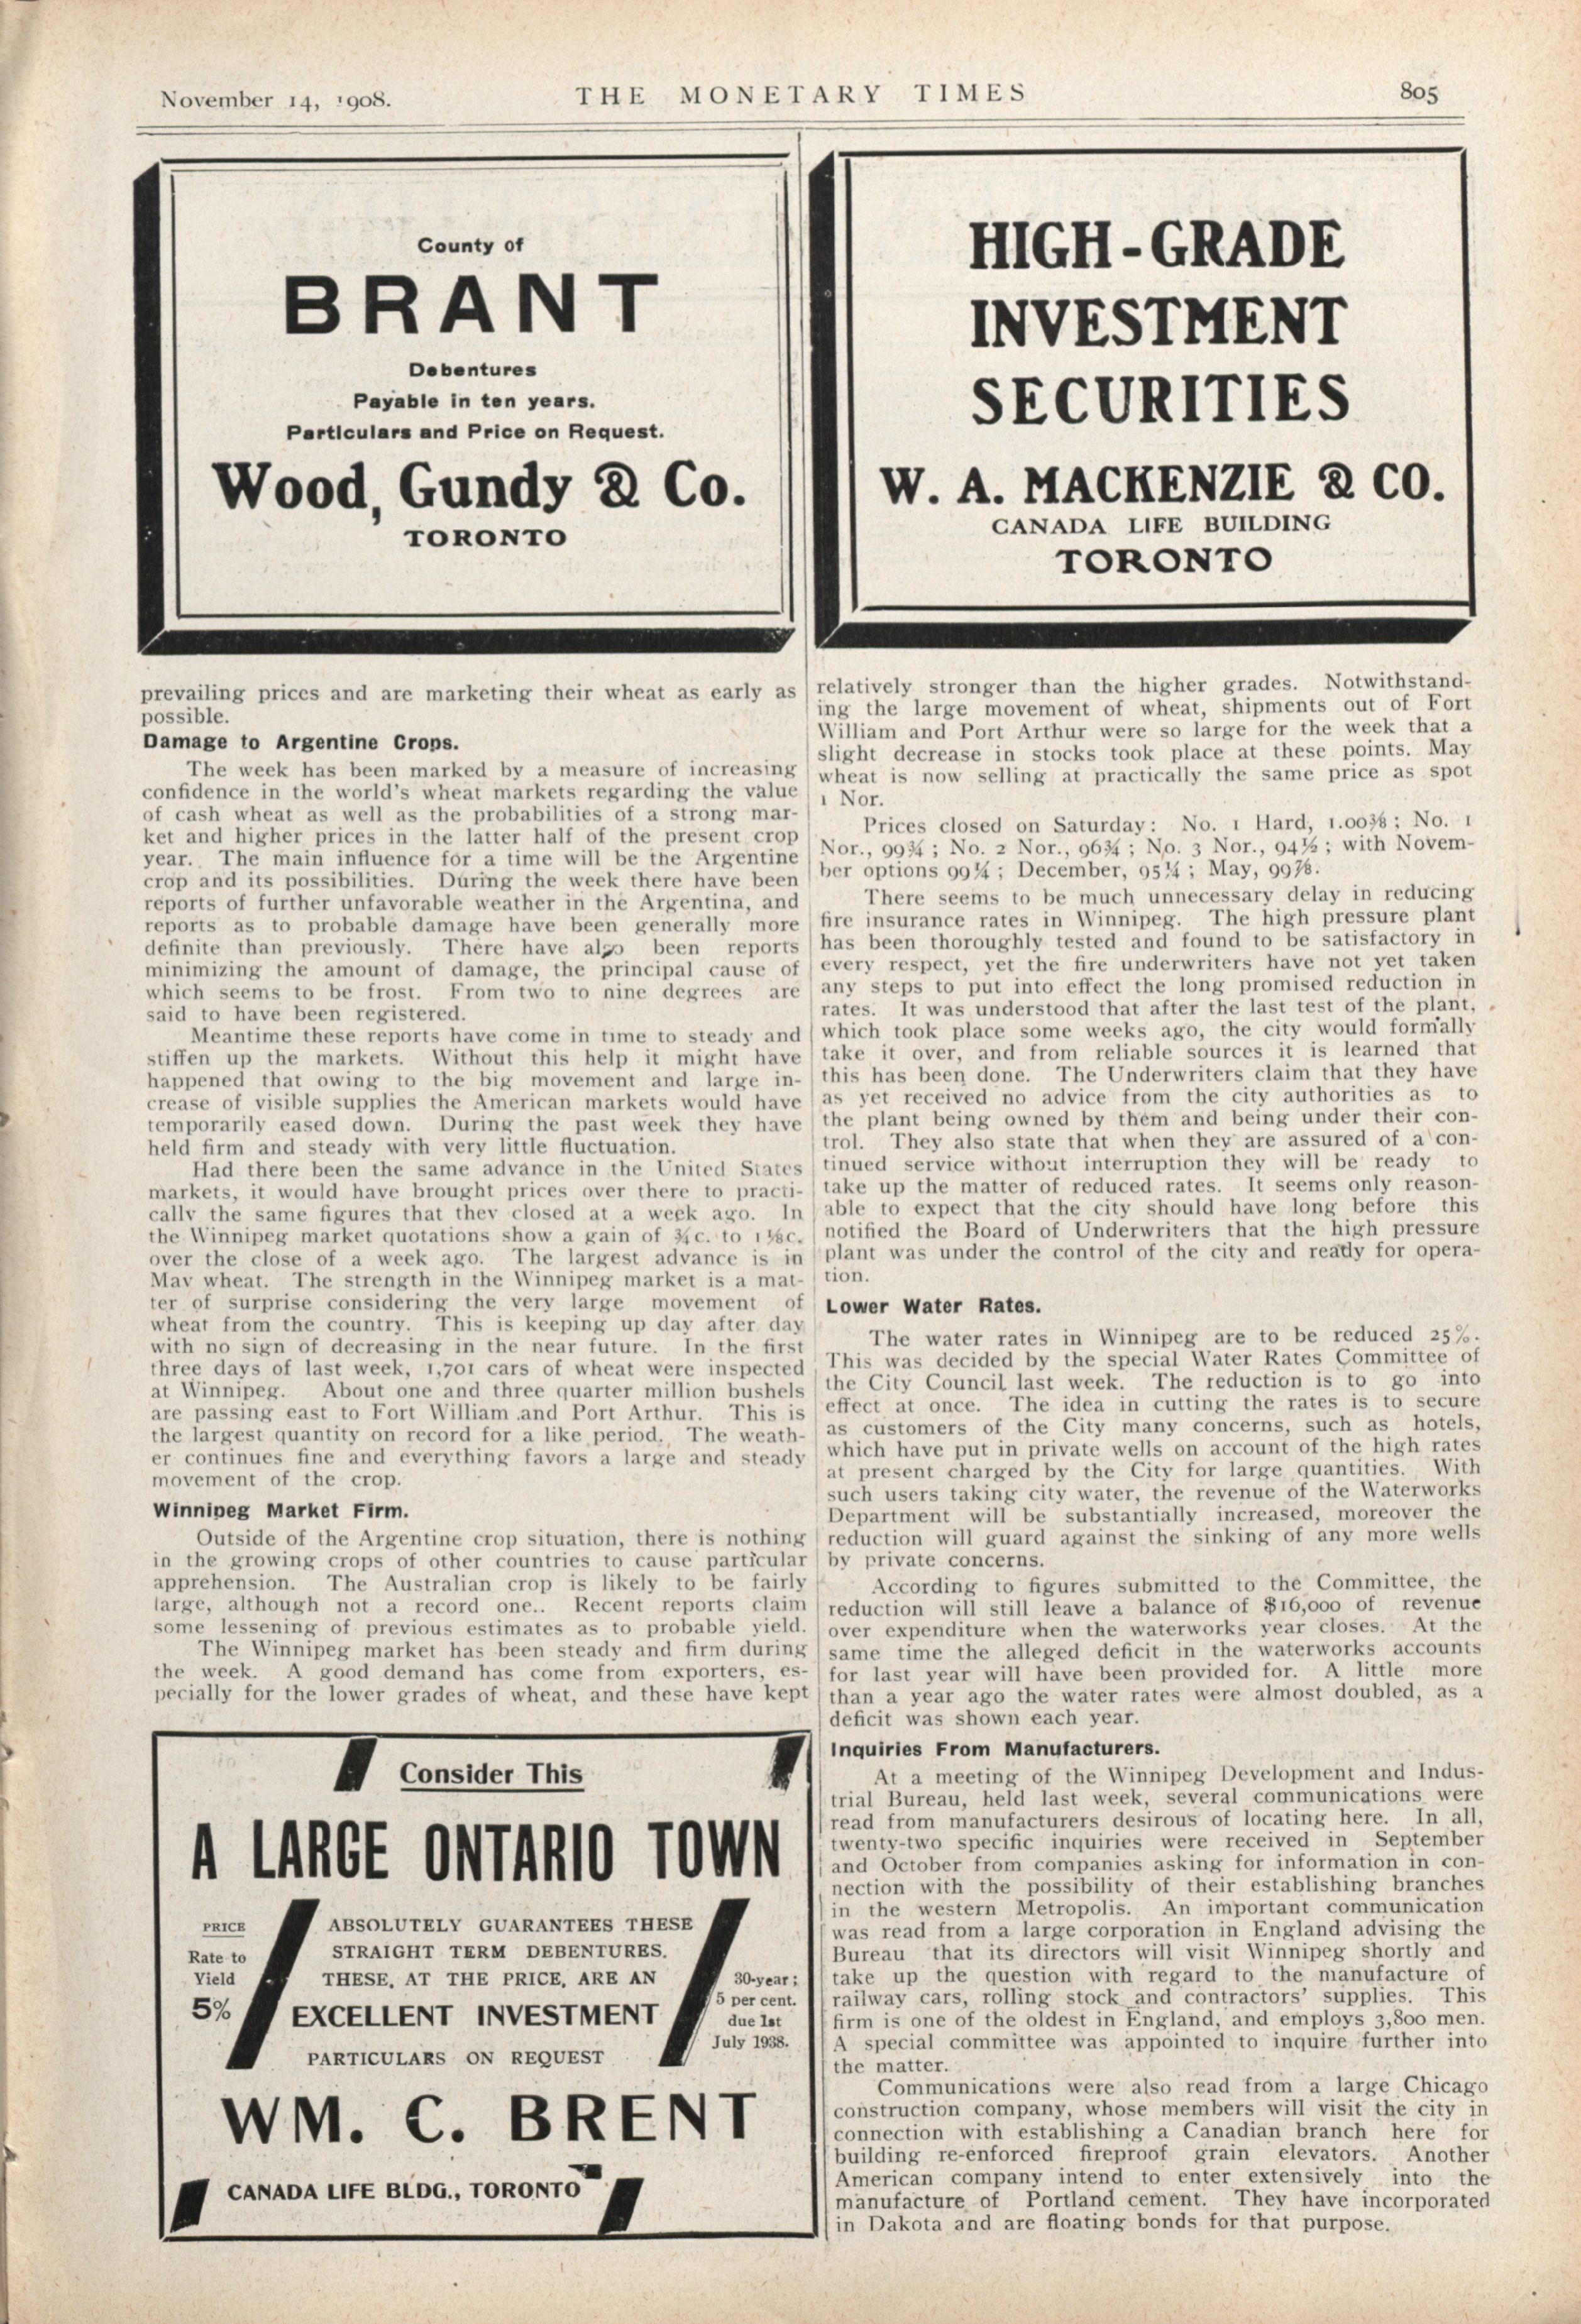 November 14, 1908.
THE MONETARY TIMES
805
County of
BRANT
Debentures
Payable in ten years.
Particulars and Price on Request.
Wood, Gundy & Co.
TORONTO
HIGH-GRADE
INVESTMENT
SECURITIES
W. A. MACKENZIE & CO.
CANADA LIFE BUILDING
TORONTO
prevailing prices and are marketing their wheat as early as
possible.
Damage to Argentine Crops.
The week has been marked by a measure of increasing
confidence in the world's wheat markets regarding the value
of cash wheat as well as the probabilities of a strong mar-
ket and higher prices in the latter half of the present crop
year. The main influence for a time will be the Argentine
crop and its possibilities. During the week there have been
reports of further unfavorable weather in the Argentina, and
reports as to probable damage have been generally more
definite than previously. There have also been reports
minimizing the amount of damage, the principal cause of
which seems to be frost. From two to nine degrees are
said to have been registered.
Meantime these reports have come in time to steady and
stiffen up the markets. Without this help it might have
happened that owing to the big movement and large in-
crease of visible supplies the American markets would have
temporarily eased down. During the past week they have
held firm and steady with very little fluctuation.
Had there been the same advance in the United States
markets, it would have brought prices over there to practi-
cally the same figures that they closed at a week ago. In
the Winnipeg market quotations show a gain of ¾c. to 1⅛c.
over the close of a week ago. The largest advance is in
May wheat. The strength in the Winnipeg market is a mat-
ter of surprise considering the very large movement of
wheat from the country. This is keeping up day after day
with no sign of decreasing in the near future. In the first
three days of last week, 1,701 cars of wheat were inspected
at Winnipeg. About one and three quarter million bushels
are passing east to Fort William and Port Arthur. This is
the largest quantity on record for a like period. The weath-
er continues fine and everything favors a large and steady
movement of the crop.
Winnipeg Market Firm.
Outside of the Argentine crop situation, there is nothing
in the growing crops of other countries to cause particular
apprehension. The Australian crop is likely to be fairly
large, although not a record one.. Recent reports claim
some lessening of previous estimates as to probable yield.
The Winnipeg market has been steady and firm during
the week. A good demand has come from exporters, es-
pecially for the lower grades of wheat, and these have kept
Consider This
A LARGE ONTARIO TOWN
PRICE
Rate to
Yield
5%
ABSOLUTELY GUARANTEES THESE
STRAIGHT TERM DEBENTURES.
THESE, AT THE PRICE, ARE AN
EXCELLENT INVESTMENT
PARTICULARS ON REQUEST
30-year;
5 per cent.
due 1st
July 1938.
WM. C. BRENT
CANADA LIFE BLDG., TORONTO
relatively stronger than the higher grades. Notwithstand-
ing the large movement of wheat, shipments out of Fort
William and Port Arthur were so large for the week that a
slight decrease in stocks took place at these points. May
wheat is now selling at practically the same price as spot
1 Nor.
Prices closed on Saturday: No. 1 Hard, 1.00⅜; No. 1
Nor., 99¾; No. 2 Nor., 96¾; No. 3 Nor., 94½; with Novem-
ber options 99¼; December, 95¼; May, 99⅞.
There seems to be much unnecessary delay in reducing
fire insurance rates in Winnipeg. The high pressure plant
has been thoroughly tested and found to be satisfactory in
every respect, yet the fire underwriters have not yet taken
any steps to put into effect the long promised reduction in
rates. It was understood that after the last test of the plant,
which took place some weeks ago, the city would formally
take it over, and from reliable sources it is learned that
this has been done. The Underwriters claim that they have
as yet received no advice from the city authorities as to
the plant being owned by them and being under their con-
trol. They also state that when they are assured of a con-
tinued service without interruption they will be ready to
take up the matter of reduced rates. It seems only reason-
able to expect that the city should have long before this
notified the Board of Underwriters that the high pressure
plant was under the control of the city and ready for opera-
tion.
Lower Water Rates.
The water rates in Winnipeg are to be reduced 25%.
This was decided by the special Water Rates Committee of
the City Council last week. The reduction is to go into
effect at once. The idea in cutting the rates is to secure
as customers of the City many concerns, such as hotels,
which have put in private wells on account of the high rates
at present charged by the City for large quantities. With
such users taking city water, the revenue of the Waterworks
Department will be substantially increased, moreover the
reduction will guard against the sinking of any more wells
by private concerns.
According to figures submitted to the Committee, the
reduction will still leave a balance of $16,000 of revenue
over expenditure when the waterworks year closes. At the
same time the alleged deficit in the waterworks accounts
for last year will have been provided for. A little more
than a year ago the water rates were almost doubled, as a
deficit was shown each year.
Inquiries From Manufacturers.
At a meeting of the Winnipeg Development and Indus-
trial Bureau, held last week, several communications were
read from manufacturers desirous of locating here. In all,
twenty-two specific inquiries were received in September
and October from companies asking for information in con-
nection with the possibility of their establishing branches
in the western Metropolis. An important communication
was read from a large corporation in England advising the
Bureau that its directors will visit Winnipeg shortly and
take up the question with regard to the manufacture of
railway cars, rolling stock and contractors' supplies. This
firm is one of the oldest in England, and employs 3,800 men.
A special committee was appointed to inquire further into
the matter.
Communications were also read from a large Chicago
construction company, whose members will visit the city in
connection with establishing a Canadian branch here for
building re-enforced fireproof grain elevators. Another
American company intend to enter extensively into the
manufacture of Portland cement. They have incorporated
in Dakota and are floating bonds for that purpose.